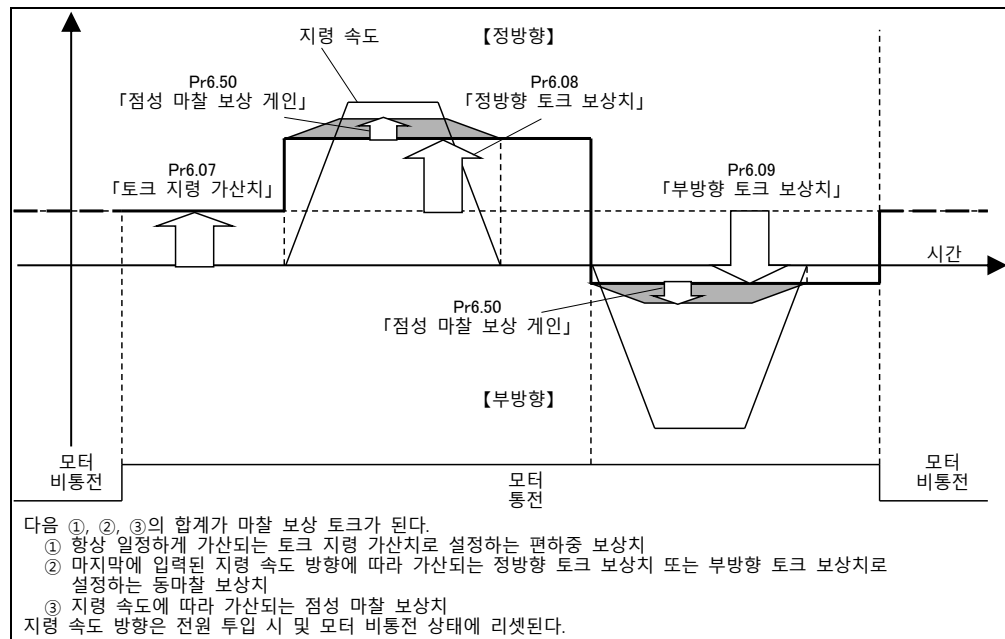 지령 속도
【정방향】
Pr6.50
「점성 마찰 보상 게인」
Pr6.08
「정방향 토크 보상치」
Pr6.07
「토크 지령 가산치」
Pr6.09
「부방향 토크 보상치」
시간
Pr6.50
「점성 마찰 보상 게인」
【부방향】
모터
비통전
모터
통전
모터
비통전
다음 ①, ②, ③의 합계가 마찰 보상 토크가 된다.
① 항상 일정하게 가산되는 토크 지령 가산치로 설정하는 편하중 보상치
② 마지막에 입력된 지령 속도 방향에 따라 가산되는 정방향 토크 보상치 또는 부방향 토크 보상치로
설정하는 동마찰 보상치
③ 지령 속도에 따라 가산되는 점성 마찰 보상치
지령 속도 방향은 전원 투입 시 및 모터 비통전 상태에 리셋된다.